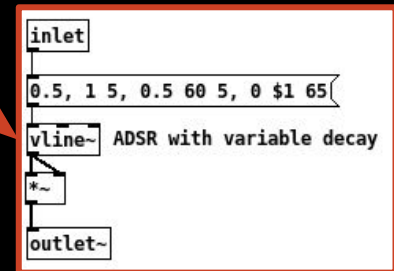 inlet
0.5, 1 5, 0.5 60 5, 0 $1 65
vline~ ADSR with variable decay
*~
outlet~